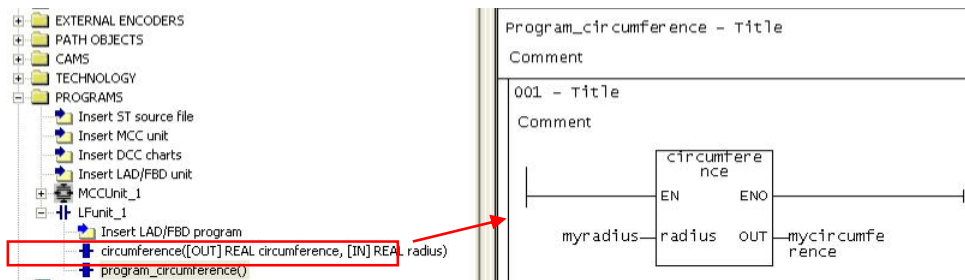 EXTERNAL ENCODERS
PATH OBJECTS
CAMS
TECHNOLOGY
PROGRAMS
Insert ST source file
Insert MCC unit
Insert DCC charts
Insert LAD/FBD unit
MCCUnit_1
LFunit_1
Insert LAD/FBD program
circumference([OUT] REAL circumference, [IN] REAL radius)
program_circumference()
Program_circumference - Title
Comment
001 - Title
Comment
circumfere
nce
EN ENO
myradius radius OUT mycircumfe
rence